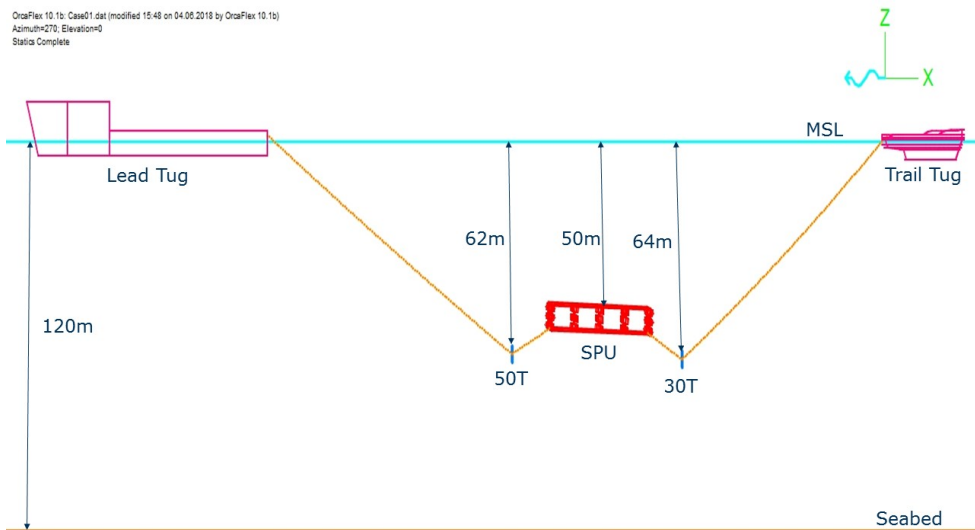 OrcaFlex 10.1b: Case01.dat (modified 15:48 on 04.06.2018 by OrcaFlex 10.1b)
Azimuth=270; Elevation=0
Statics Complete
Z
X
MSL
Lead Tug
Trail Tug
62m
50m
64m
120m
SPU
50T
30T
Seabed